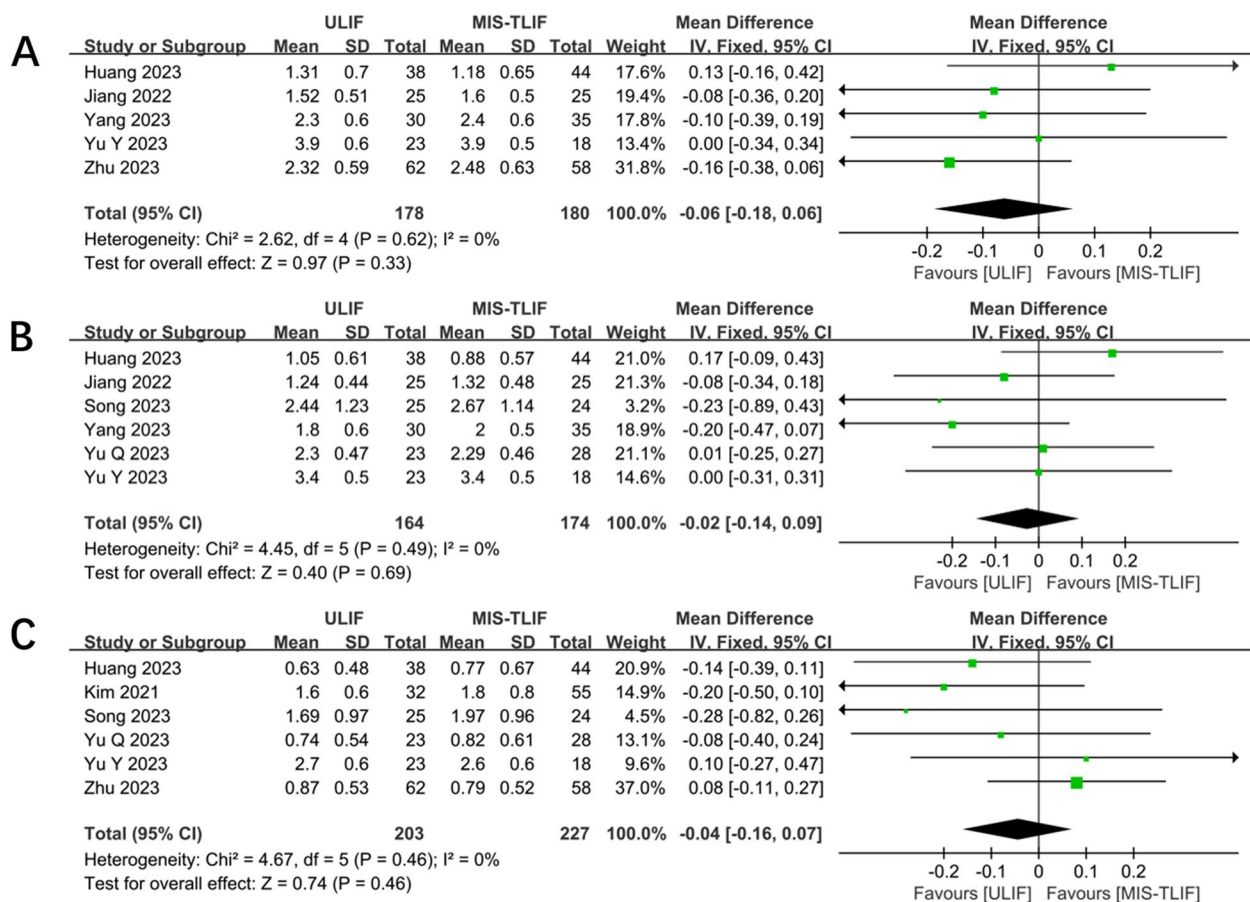 A
ULIF MIS-TLIF Mean Difference Mean Difference
Study or Subgroup Mean SD Total Mean SD Total Weight IV, Fixed, 95% CI IV, Fixed, 95% CI
Huang 2023 1.31 0.7 38 1.18 0.65 44 17.6% 0.13 [-0.16, 0.42]
Jiang 2022 1.52 0.51 25 1.6 0.5 25 19.4% -0.08 [-0.36, 0.20]
Yang 2023 2.3 0.6 30 2.4 0.6 35 17.8% -0.10 [-0.39, 0.19]
Yu Y 2023 3.9 0.6 23 3.9 0.5 18 13.4% 0.00 [-0.34, 0.34]
Zhu 2023 2.32 0.59 62 2.48 0.63 58 31.8% -0.16 [-0.38, 0.06]
Total (95% CI) 178 180 100.0% -0.06 [-0.18, 0.06]
Heterogeneity: Chi² = 2.62, df = 4 (P = 0.62); I² = 0%
Test for overall effect: Z = 0.97 (P = 0.33)
-0.2 -0.1 0 0.1 0.2
Favours [ULIF] Favours [MIS-TLIF]
B
ULIF MIS-TLIF Mean Difference Mean Difference
Study or Subgroup Mean SD Total Mean SD Total Weight IV, Fixed, 95% CI IV, Fixed, 95% CI
Huang 2023 1.05 0.61 38 0.88 0.57 44 21.0% 0.17 [-0.09, 0.43]
Jiang 2022 1.24 0.44 25 1.32 0.48 25 21.3% -0.08 [-0.34, 0.18]
Song 2023 2.44 1.23 25 2.67 1.14 24 3.2% -0.23 [-0.89, 0.43]
Yang 2023 1.8 0.6 30 2 0.5 35 18.9% -0.20 [-0.47, 0.07]
Yu Q 2023 2.3 0.47 23 2.29 0.46 28 21.1% 0.01 [-0.25, 0.27]
Yu Y 2023 3.4 0.5 23 3.4 0.5 18 14.6% 0.00 [-0.31, 0.31]
Total (95% CI) 164 174 100.0% -0.02 [-0.14, 0.09]
Heterogeneity: Chi² = 4.45, df = 5 (P = 0.49); I² = 0%
Test for overall effect: Z = 0.40 (P = 0.69)
-0.2 -0.1 0 0.1 0.2
Favours [ULIF] Favours [MIS-TLIF]
C
ULIF MIS-TLIF Mean Difference Mean Difference
Study or Subgroup Mean SD Total Mean SD Total Weight IV, Fixed, 95% CI IV, Fixed, 95% CI
Huang 2023 0.63 0.48 38 0.77 0.67 44 20.9% -0.14 [-0.39, 0.11]
Kim 2021 1.6 0.6 32 1.8 0.8 55 14.9% -0.20 [-0.50, 0.10]
Song 2023 1.69 0.97 25 1.97 0.96 24 4.5% -0.28 [-0.82, 0.26]
Yu Q 2023 0.74 0.54 23 0.82 0.61 28 13.1% -0.08 [-0.40, 0.24]
Yu Y 2023 2.7 0.6 23 2.6 0.6 18 9.6% 0.10 [-0.27, 0.47]
Zhu 2023 0.87 0.53 62 0.79 0.52 58 37.0% 0.08 [-0.11, 0.27]
Total (95% CI) 203 227 100.0% -0.04 [-0.16, 0.07]
Heterogeneity: Chi² = 4.67, df = 5 (P = 0.46); I² = 0%
Test for overall effect: Z = 0.74 (P = 0.46)
-0.2 -0.1 0 0.1 0.2
Favours [ULIF] Favours [MIS-TLIF]